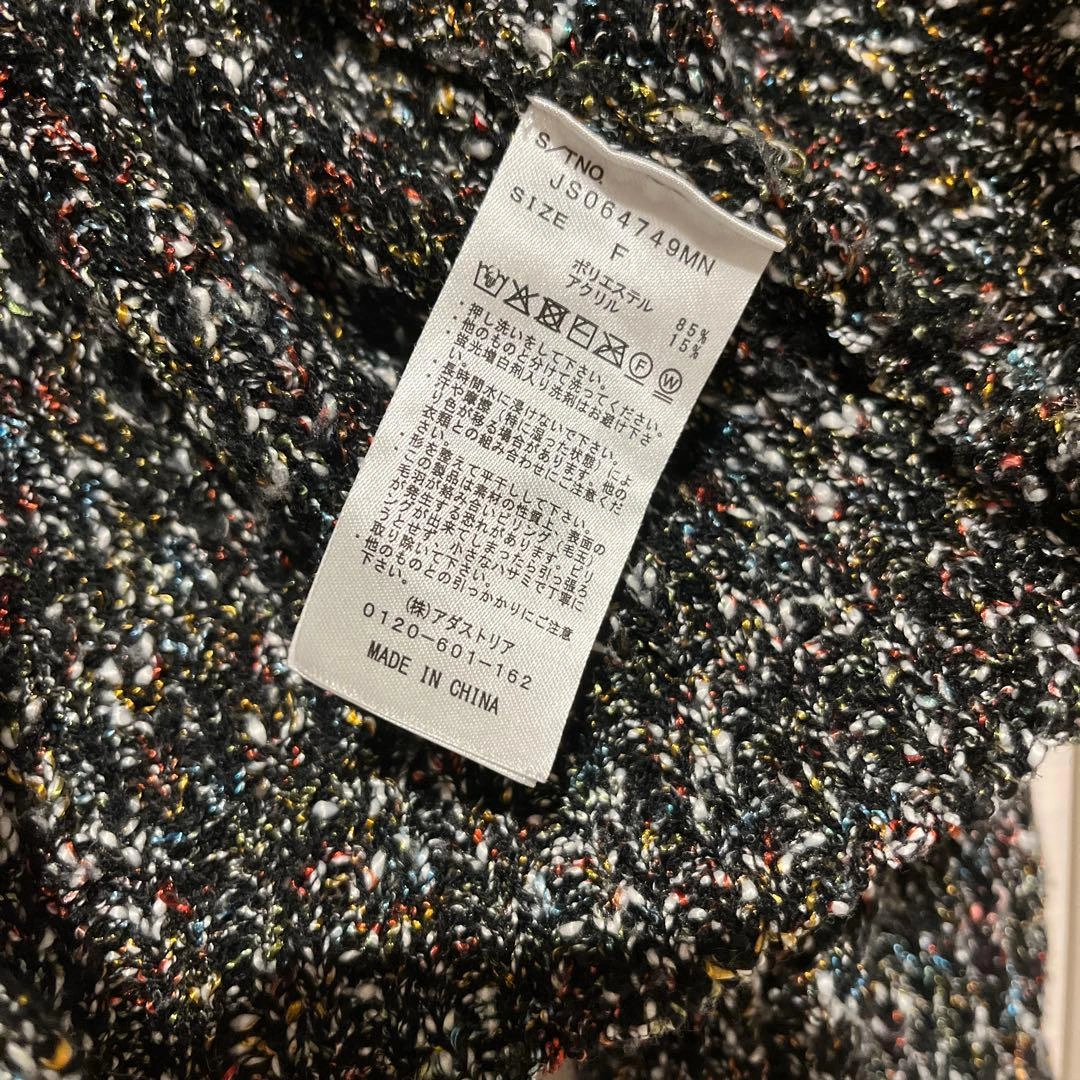 S/TNO.
JS064749MN
SIZE
F
ポリエステル 85%
アクリル 15%
F W
・押し洗いをして下さい。
・他のものと分けて洗ってください。
・蛍光増白剤入り洗剤はお避け下さ
い。
・長時間水に浸けないで下さい。
・汗や摩擦(特に湿った状態)によ
り色が移る場合があります。他の
衣類との組み合わせにご注意くだ
さい。
・形を整えて平干しして下さい。
・この製品は素材の性質上、表面の
毛羽が絡み合いピリング(毛玉)
が発生する恐れがあります。ピリ
ングが出来てしまったら引っ張ろ
うとせず、小さなハサミで丁寧に
取り除いて下さい。
・他のものとの引っかかりにご注意
下さい。
(株)アダストリア
0120-601-162
MADE IN CHINA